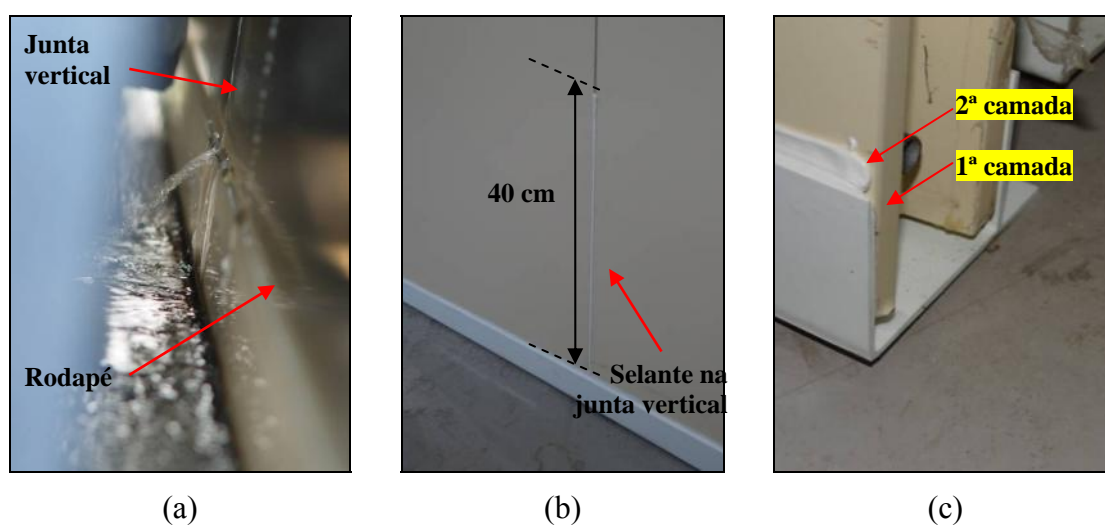 Junta
vertical
Rodapé
(a)
40 cm
Selante na
junta vertical
(b)
2ª camada
1ª camada
(c)